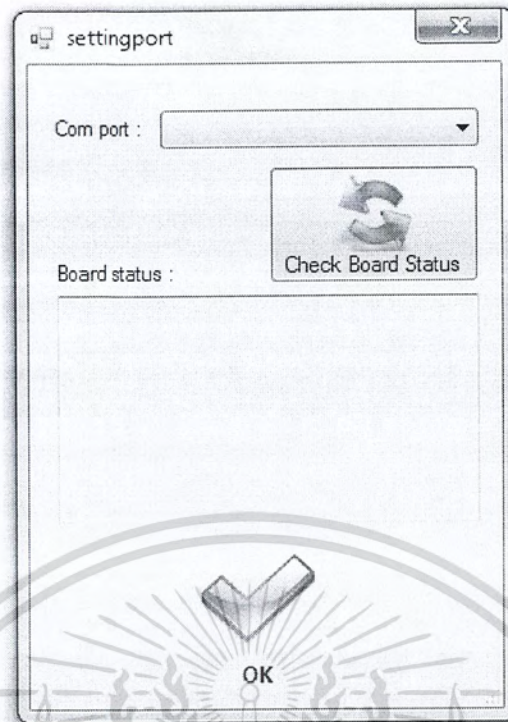 settingport
Com port :
Check Board Status
Board status :
OK